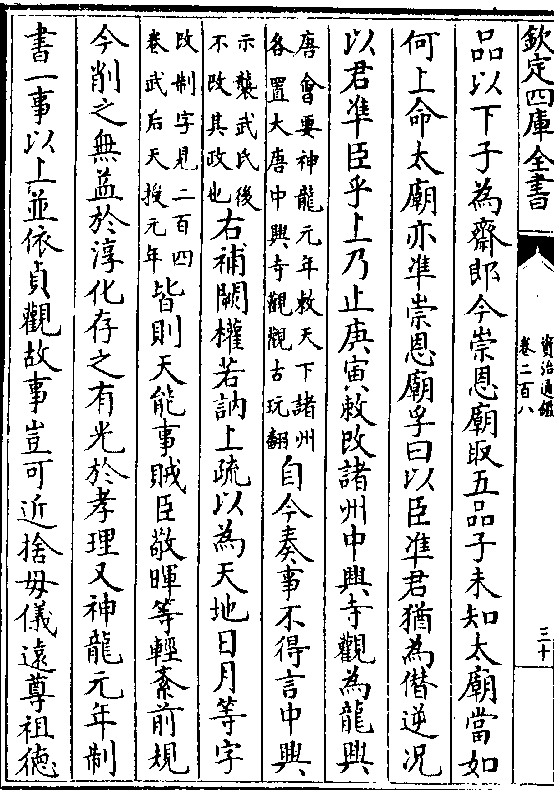 欽定四庫全書
資治通鑑
卷二百八
三十
品以下子為齋郎今崇恩廟取五品子未知太廟當如
何上命太廟亦準崇恩廟孚曰以臣準君猶為僣逆況
以君準臣乎上乃止庚寅敕改諸州中興寺觀為龍興
唐會要神龍元年敕天下諸州
各置大唐中興寺觀觀古玩翻
自今奏事不得言中興
示襲武氏後
不改其政也
右補闕權若訥上疏以為天地日月等字
改制字見二百四
卷武后天授元年
皆則天能事賊臣敬暉等輕紊前規
今削之無益於淳化存之有光於孝理又神龍元年制
書一事以上並依貞觀故事豈可近捨母儀遠尊祖徳